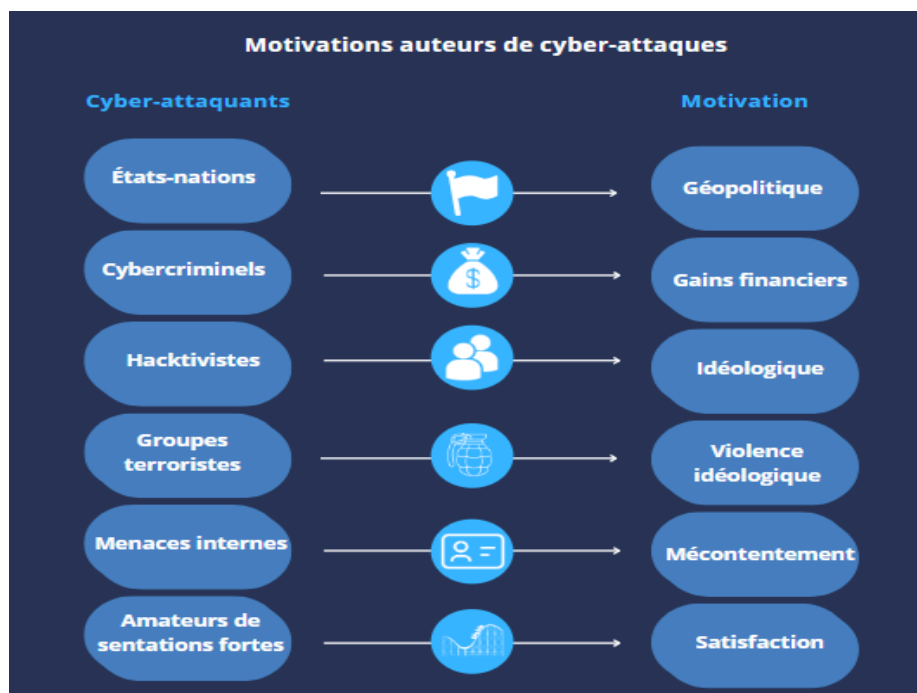 Motivations auteurs de cyber-attaques
Cyber-attaquants
Motivation
États-nations
Géopolitique
Cybercriminels
$
Gains financiers
Hacktivistes
Idéologique
Groupes
terroristes
Violence
idéologique
Menaces internes
Mécontentement
Amateurs de
sentations fortes
Satisfaction